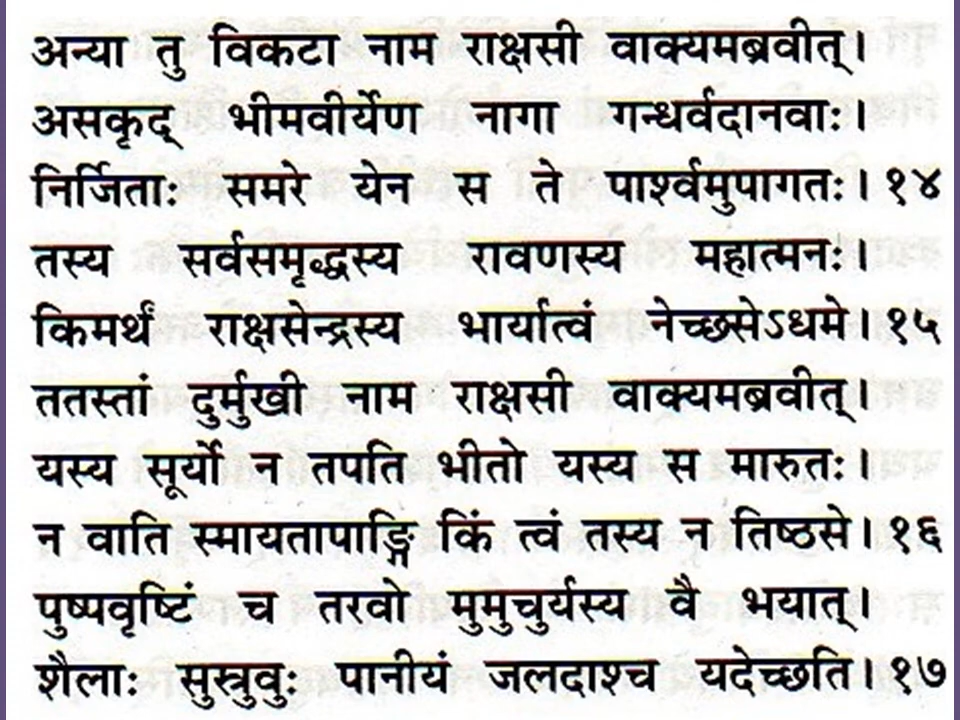 अन्या तु विकटा नाम राक्षसी वाक्यमब्रवीत्।
असकृद् भीमवीर्येण नागा गन्धर्वदानवाः।
निर्जिताः समरे येन स ते पार्श्वमुपागतः। १४
तस्य सर्वसमृद्धस्य रावणस्य महात्मनः।
किमर्थं राक्षसेन्द्रस्य भार्यात्वं नेच्छसेऽधमे। १५
ततस्तां दुर्मुखी नाम राक्षसी वाक्यमब्रवीत्।
यस्य सूर्यो न तपति भीतो यस्य स मारुतः।
न वाति स्मायतापाङ्गि किं त्वं तस्य न तिष्ठसे। १६
पुष्पवृष्टिं च तरवो मुमुचुर्यस्य वै भयात्।
शैलाः सुस्रुवुः पानीयं जलदाश्च यदेच्छति। १७